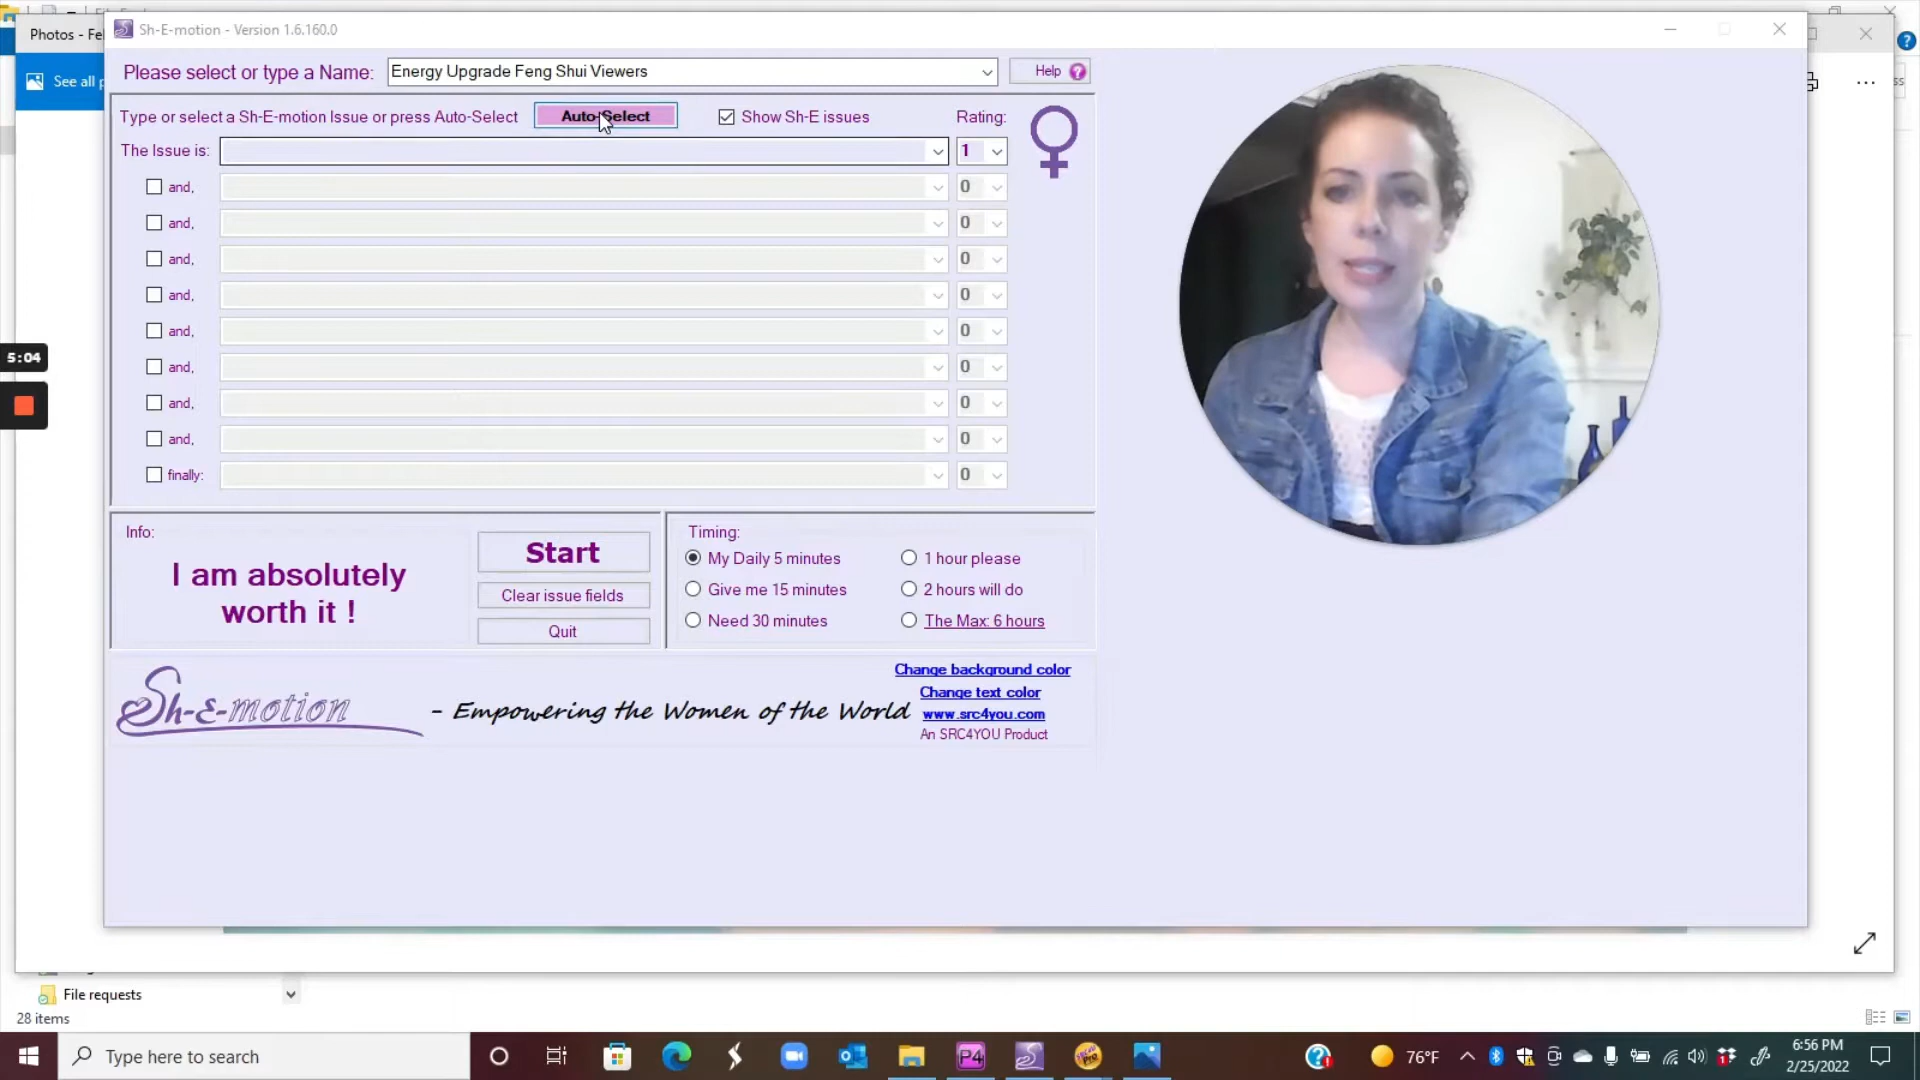 Photos - Fe
Sh-E-motion - Version 1.6.160.0
See all p
Please select or type a Name:
Energy Upgrade Feng Shui Viewers
Help
Type or select a Sh-E-motion Issue or press Auto-Select
Auto-Select
Show Sh-E issues
Rating:
The Issue is:
1
and,
0
and,
0
and,
0
and,
0
and,
0
and,
0
and,
0
and,
0
finally:
0
5:04
Info:
I am absolutely
worth it !
Start
Clear issue fields
Quit
Timing:
My Daily 5 minutes
1 hour please
Give me 15 minutes
2 hours will do
Need 30 minutes
The Max: 6 hours
Sh-E-motion
- Empowering the Women of the World
Change background color
Change text color
www.src4you.com
An SRC4YOU Product
File requests
28 items
Type here to search
P4
76°F
6:56 PM
2/25/2022